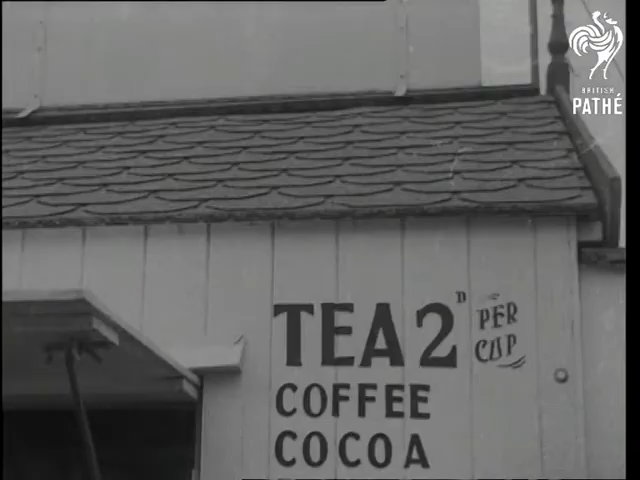 BRITISH
PATHÉ
TEA 2D PER
CUP
COFFEE
COCOA